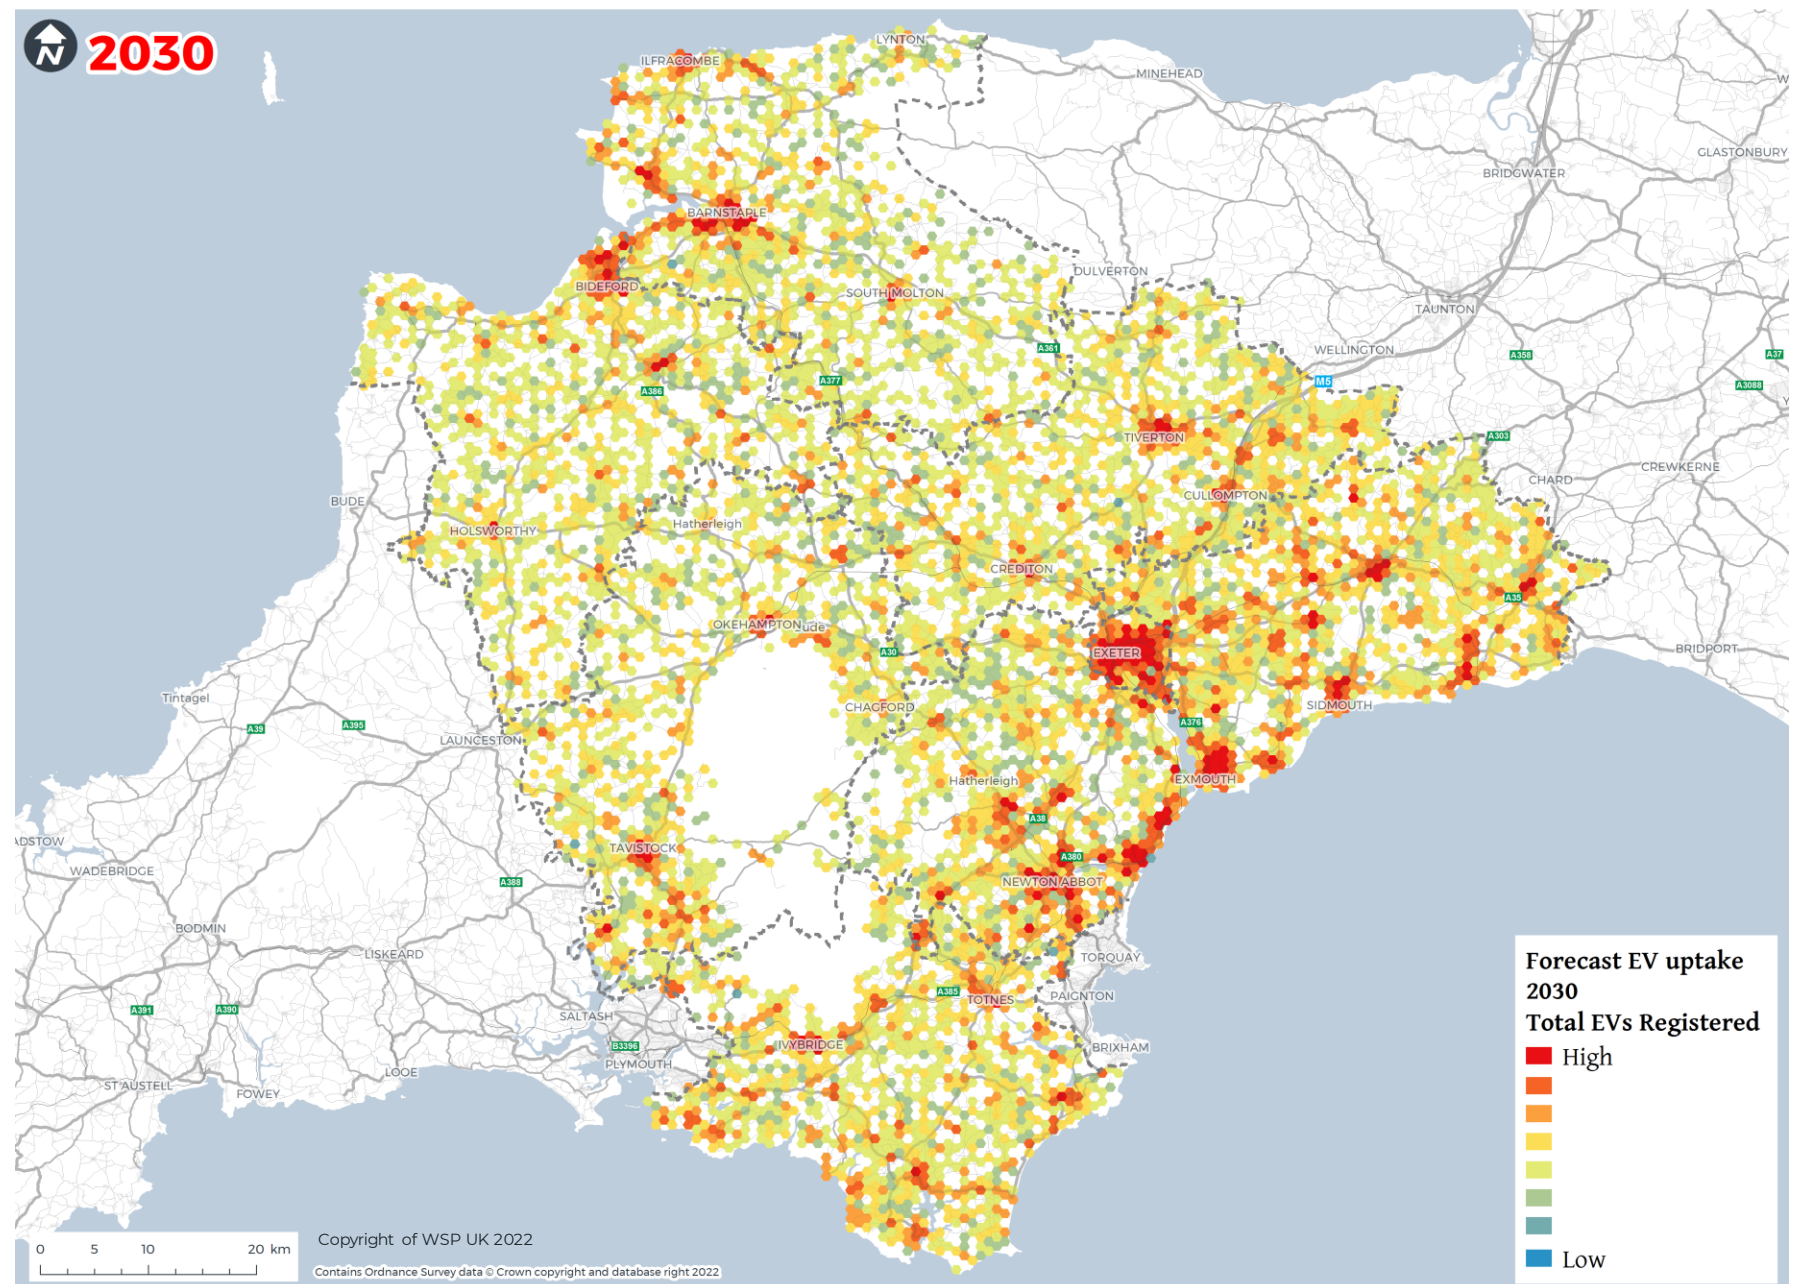 N
2030
LYNTON
ILFRACOMBE
MINEHEAD
GLASTONBURY
BRIDGWATER
BARNSTAPLE
DULVERTON
BIDEFORD
SOUTH MOLTON
TAUNTON
A361
WELLINGTON
A358
A37
M5
A377
A386
A3088
TIVERTON
A303
CREWKERNE
CHARD
BUDE
CULLOMPTON
HOLSWORTHY
Hatherleigh
CREDITON
A35
OKEHAMPTON
ude
A30
EXETER
BRIDPORT
Tintagel
CHAGFORD
SIDMOUTH
A39
A395
A376
LAUNCESTON
Hatherleigh
EXMOUTH
A38
ADSTOW
TAVISTOCK
A380
WADEBRIDGE
A388
NEWTON ABBOT
BODMIN
LISKEARD
TORQUAY
A385
TOTNES
PAIGNTON
A391
A390
SALTASH
IVYBRIDGE
B3396
BRIXHAM
PLYMOUTH
LOOE
ST AUSTELL
FOWEY
Forecast EV uptake
2030
Total EVs Registered
High
Low
0 5 10 20 km
Copyright of WSP UK 2022
Contains Ordnance Survey data © Crown copyright and database right 2022